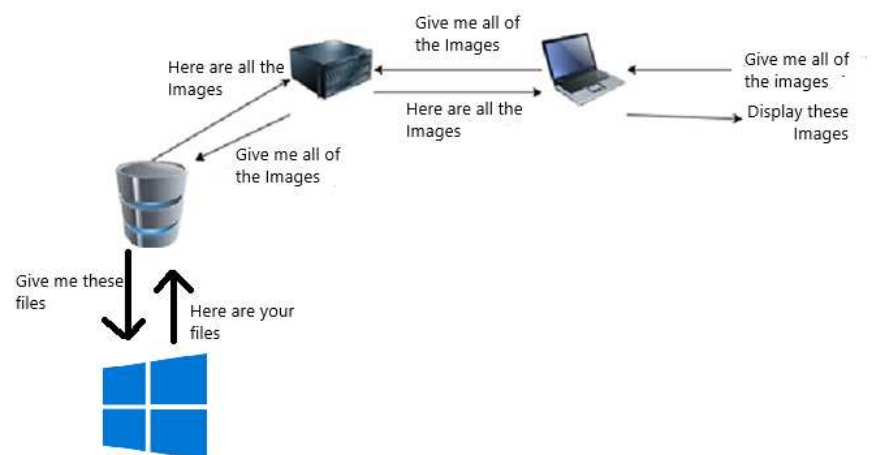 Give me all of
the Images
Here are all the
Images
Give me all of
the images
Here are all the
Images
Display these
Images
Give me all of
the Images
Give me these
files
Here are your
files